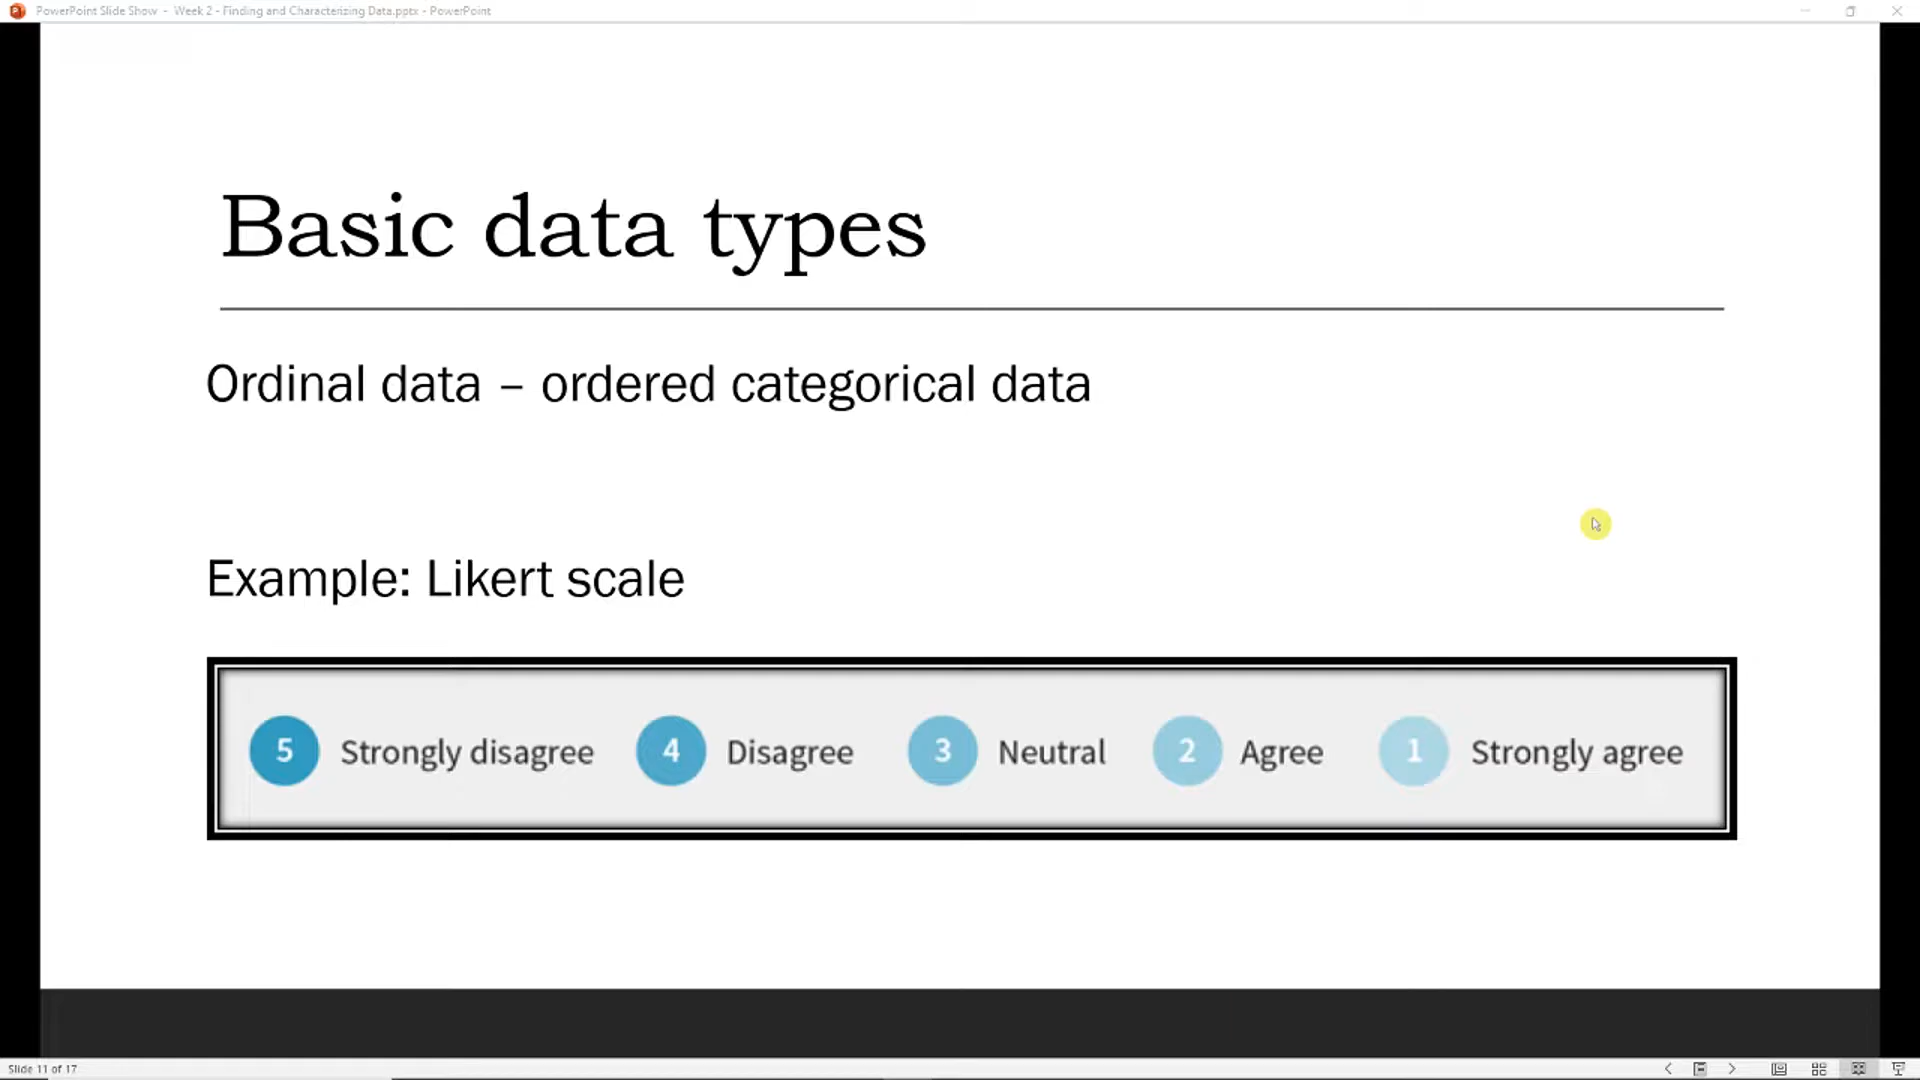 PowerPoint Slide Show - Week 2 - Finding and Characterizing Data.pptx - PowerPoint
Basic data types
Ordinal data – ordered categorical data
Example: Likert scale
5 Strongly disagree 4 Disagree 3 Neutral 2 Agree 1 Strongly agree
Slide 11 of 17